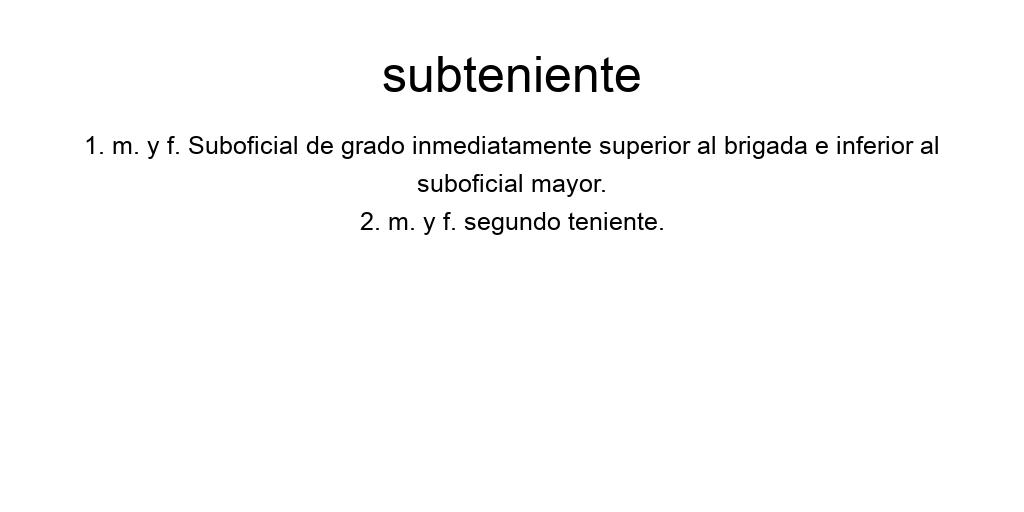 subteniente
1. m. y f. Suboficial de grado inmediatamente superior al brigada e inferior al
suboficial mayor.
2. m. y f. segundo teniente.